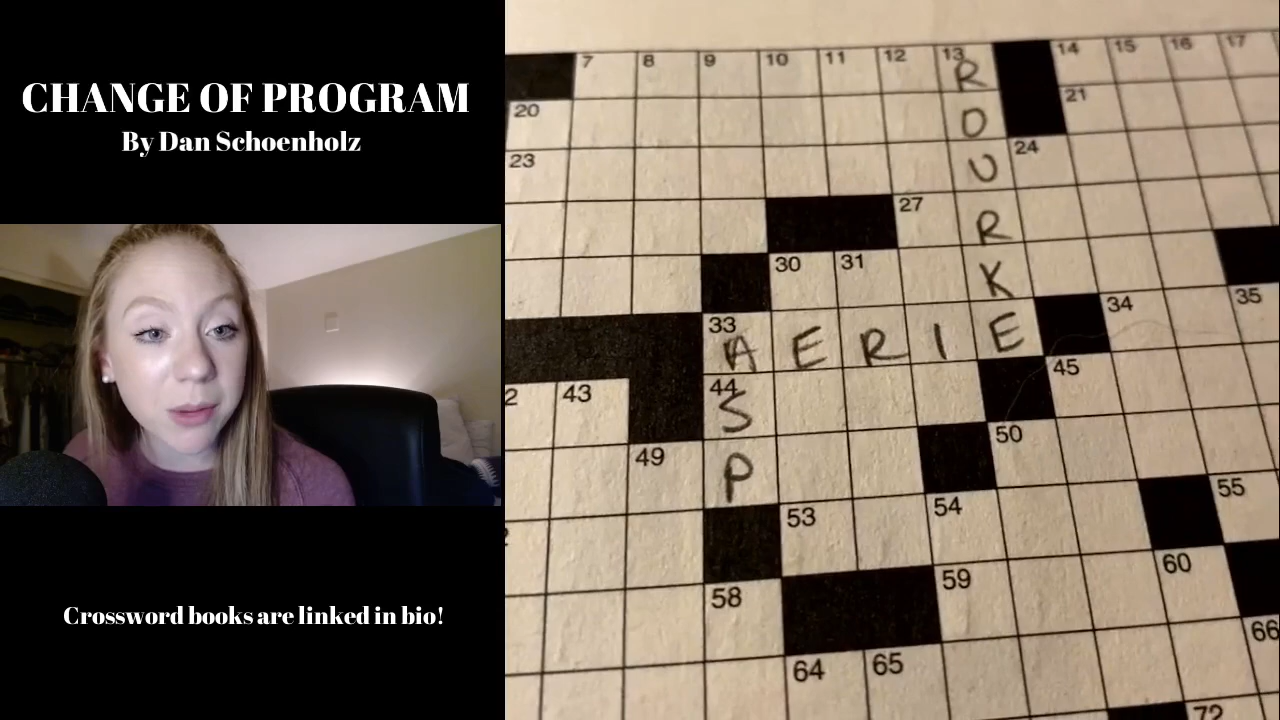 CHANGE OF PROGRAM
By Dan Schoenholz
Crossword books are linked in bio!
7 8 9 10 11 12 13 R 14 15 16 17
20 O 21
23 U 24
27 R
30 31 K
33 A E R I E 34 35
43 44 S 45
49 P 50
53 54 55
58 59 60
64 65 66
72